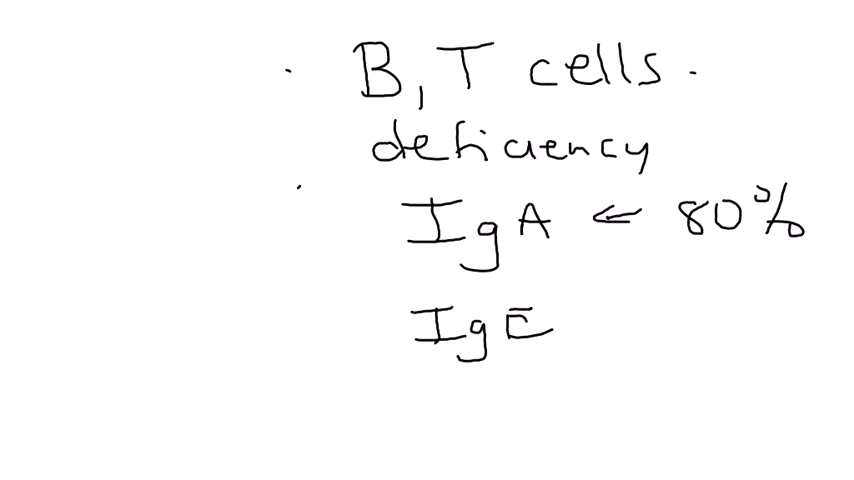 B, T cells.
deficiency
IgA ← 80%
IgE